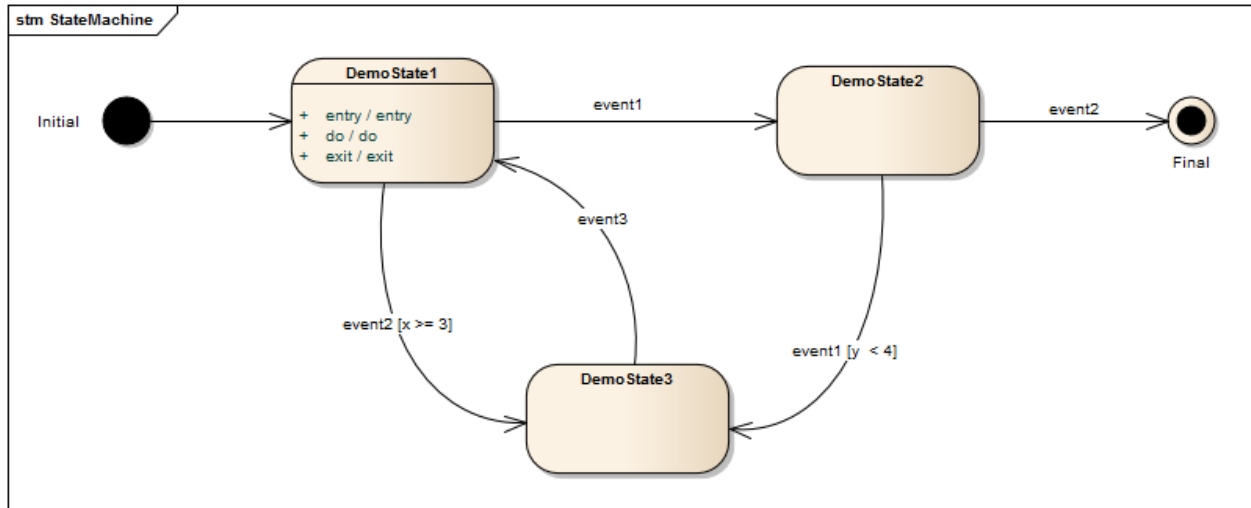 stm StateMachine
DemoState1
DemoState2
event1
event2
Initial
+ entry / entry
+ do / do
+ exit / exit
Final
event3
event2 [x >= 3]
event1 [y < 4]
DemoState3